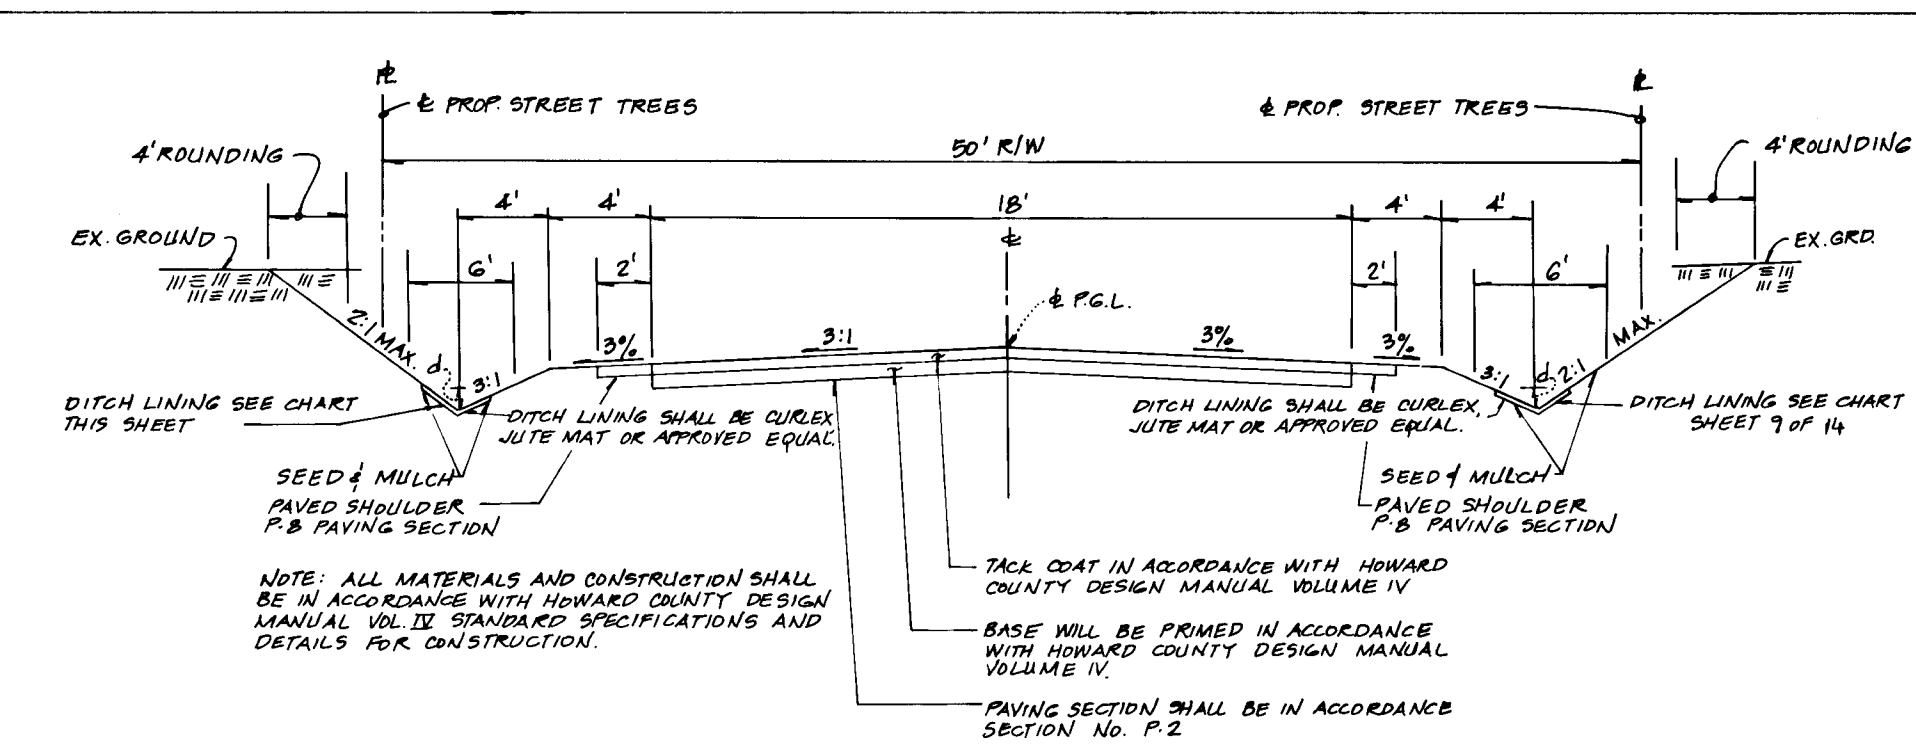 ℄ PROP. STREET TREES
℄ PROP. STREET TREES
50' R/W
4' ROUNDING
4' ROUNDING
4'
4'
18'
4'
4'
℄
EX. GROUND
EX. GRD.
6'
2'
2'
6'
℄ P.G.L.
2:1 MAX.
d
3:1
3%
3:1
3%
3%
3:1
d
2:1
MAX.
DITCH LINING SEE CHART
THIS SHEET
DITCH LINING SHALL BE CURLEX,
JUTE MAT OR APPROVED EQUAL.
DITCH LINING SHALL BE CURLEX,
JUTE MAT OR APPROVED EQUAL.
DITCH LINING SEE CHART
SHEET 9 OF 14
SEED & MULCH
PAVED SHOULDER
P-8 PAVING SECTION
SEED & MULCH
PAVED SHOULDER
P-8 PAVING SECTION
NOTE: ALL MATERIALS AND CONSTRUCTION SHALL
BE IN ACCORDANCE WITH HOWARD COUNTY DESIGN
MANUAL VOL. IV STANDARD SPECIFICATIONS AND
DETAILS FOR CONSTRUCTION.
TACK COAT IN ACCORDANCE WITH HOWARD
COUNTY DESIGN MANUAL VOLUME IV
BASE WILL BE PRIMED IN ACCORDANCE
WITH HOWARD COUNTY DESIGN MANUAL
VOLUME IV.
PAVING SECTION SHALL BE IN ACCORDANCE
SECTION No. P-2